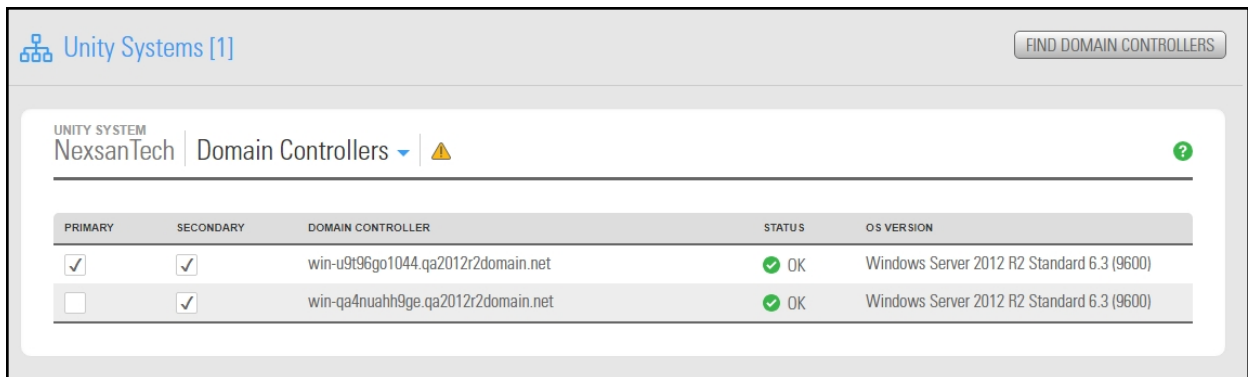 Unity Systems [1]
FIND DOMAIN CONTROLLERS
UNITY SYSTEM
NexsanTech
Domain Controllers
?
PRIMARY SECONDARY DOMAIN CONTROLLER STATUS OS VERSION
win-u9t96go1044.qa2012r2domain.net OK Windows Server 2012 R2 Standard 6.3 (9600)
win-qa4nuahh9ge.qa2012r2domain.net OK Windows Server 2012 R2 Standard 6.3 (9600)